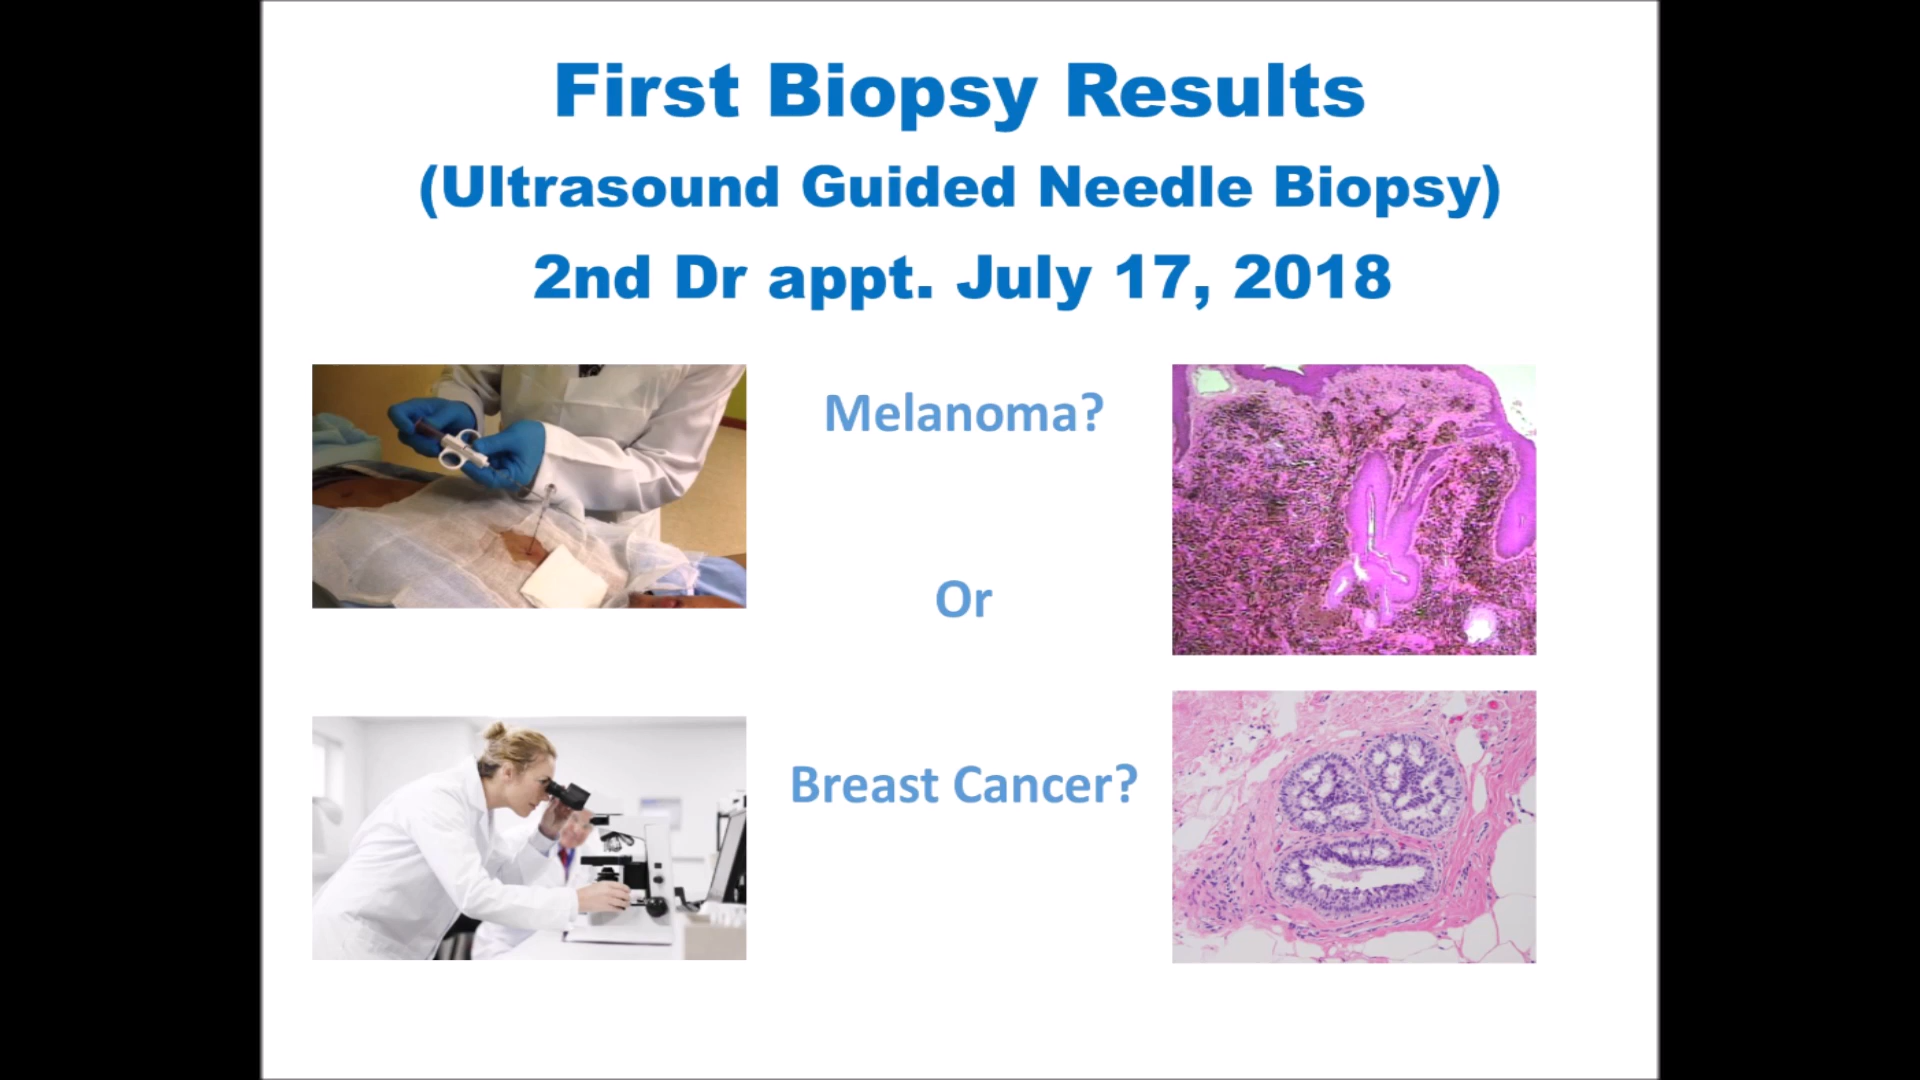 First Biopsy Results
(Ultrasound Guided Needle Biopsy)
2nd Dr appt. July 17, 2018
Melanoma?
Or
Breast Cancer?